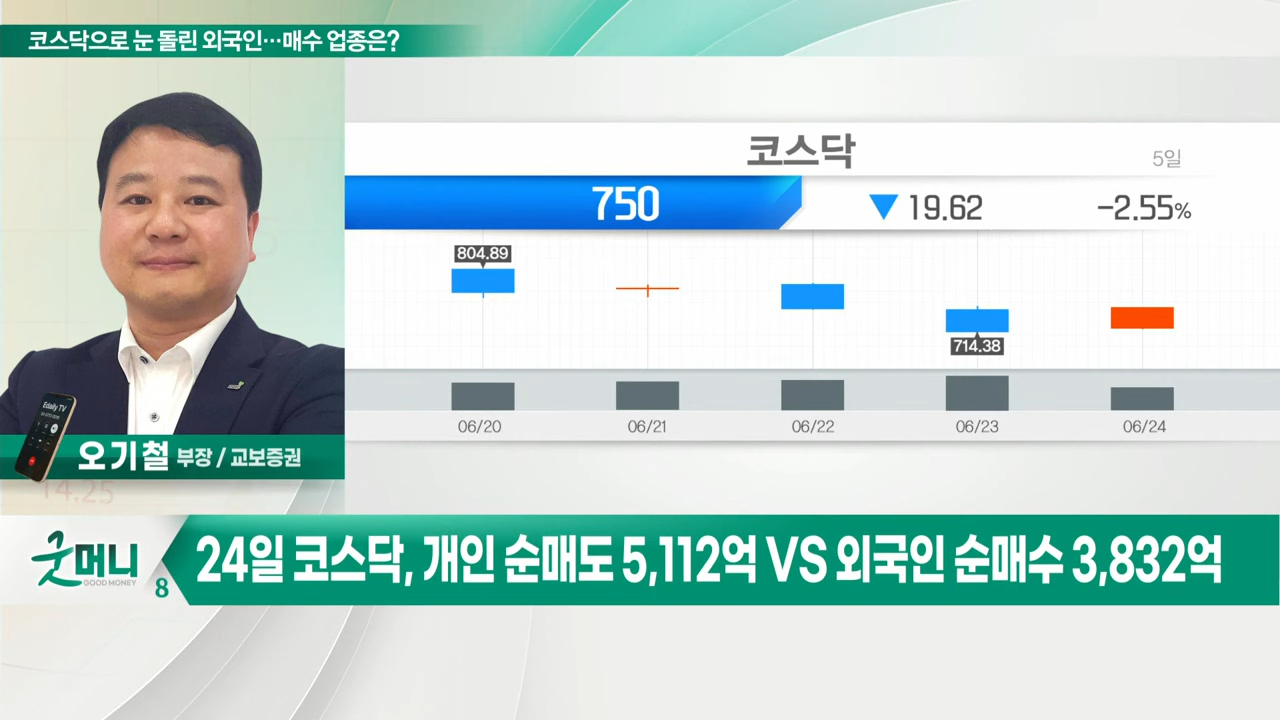 코스닥으로 눈 돌린 외국인…매수 업종은?
코스닥
5일
750 ▼ 19.62 -2.55%
804.89
714.38
06/20 06/21 06/22 06/23 06/24
Edaily TV
오기철 부장 / 교보증권
14.25
굿머니
GOOD MONEY
8
24일 코스닥, 개인 순매도 5,112억 VS 외국인 순매수 3,832억